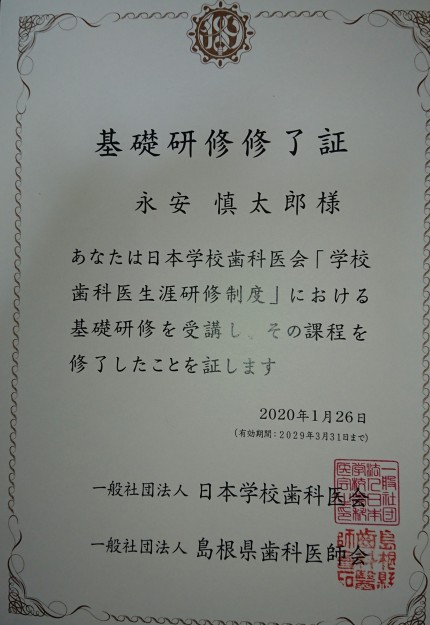 基礎研修修了証
永安 慎太郎様
あなたは日本学校歯科医会「学校
歯科医生涯研修制度」における
基礎研修を受講し、その課程を
修了したことを証します
2020年1月26日
(有効期間:2029年3月31日まで)
一般社団法人 日本学校歯科医会
一般社団法人 島根県歯科医師会